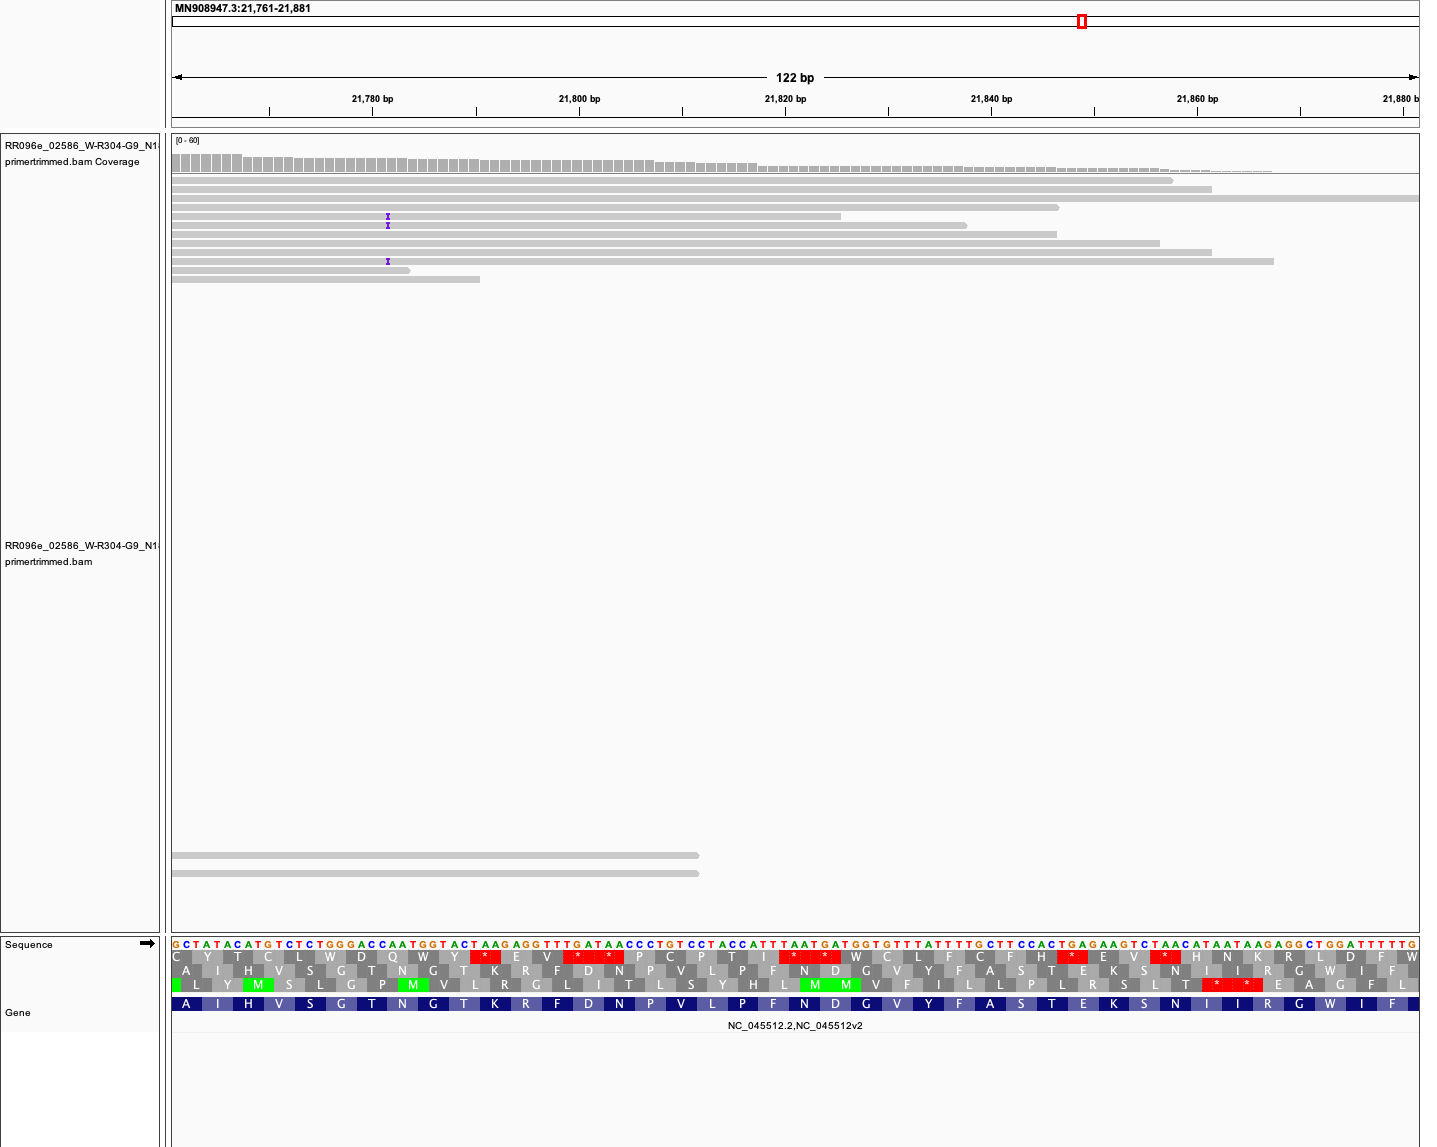 MN908947.3:21,761-21,881
122 bp
21,780 bp 21,800 bp 21,820 bp 21,840 bp 21,860 bp 21,880 b
[0 - 60]
RR096e_02586_W-R304-G9_N1
primertrimmed.bam Coverage
RR096e_02586_W-R304-G9_N1
primertrimmed.bam
Sequence
GCTATACATGTCTCTGGGACCAATGGTACTAAGAGGTTTGATAACCCTGTCCTACCATTTAATGATGGTGTTTATTTTGCTTCCACTGAGAAGTCTAACATAATAAGAGGCTGGATTTTTG
C Y T C L W D Q W Y * E V * * P C P T I * * W C L F C F H * E V * H N K R L D F W
A I H V S G T N G T K R F D N P V L P F N D G V Y F A S T E K S N I I R G W I F
L Y M S L G P M V L R G L I T L S Y H L M M V F I L L P L R S L T * * E A G F L
Gene
A I H V S G T N G T K R F D N P V L P F N D G V Y F A S T E K S N I I R G W I F
NC_045512.2,NC_045512v2